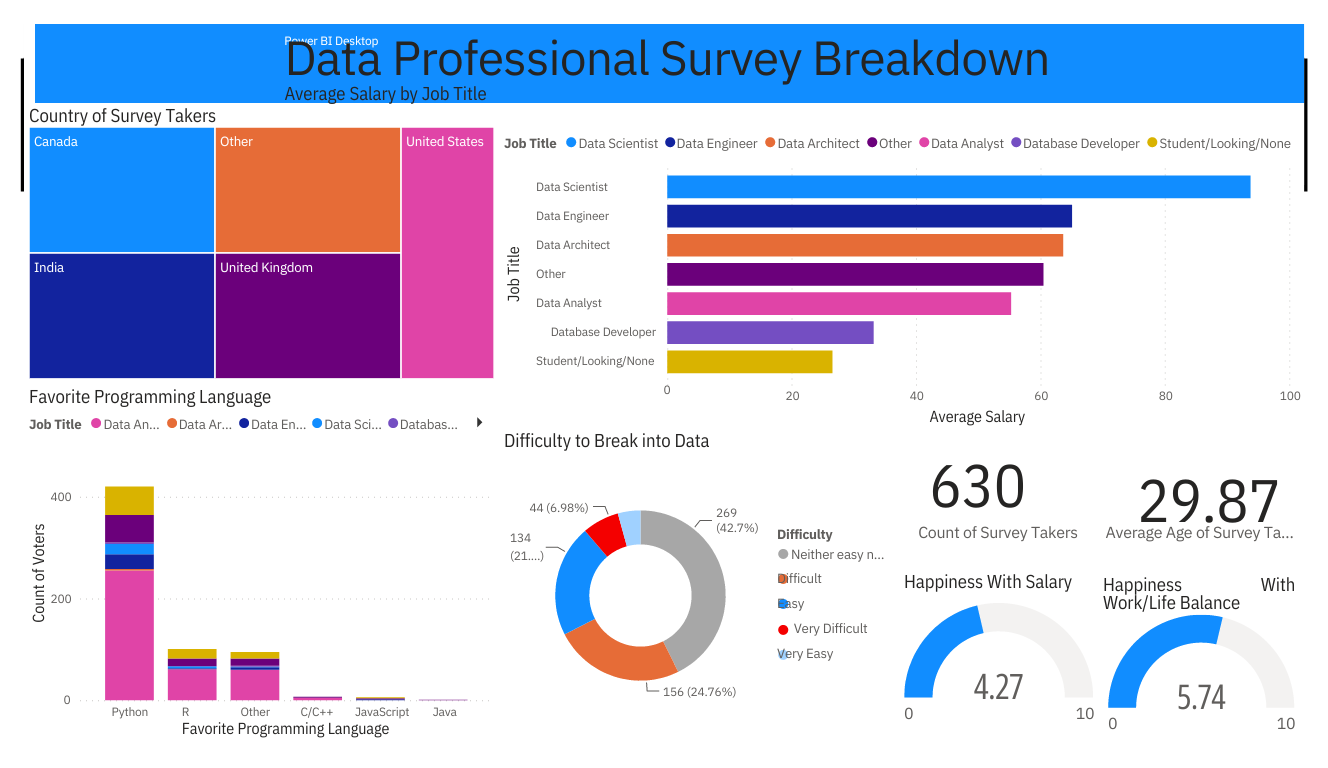 Power BI Desktop
Data Professional Survey Breakdown
Average Salary by Job Title
Country of Survey Takers
Canada
Other
United States
India
United Kingdom
Job Title Data Scientist Data Engineer Data Architect Other Data Analyst Database Developer Student/Looking/None
Job Title
Data Scientist
Data Engineer
Data Architect
Other
Data Analyst
Database Developer
Student/Looking/None
0 20 40 60 80 100
Average Salary
Favorite Programming Language
Job Title Data An... Data Ar... Data En... Data Sci... Databas...
Count of Voters
400
200
0
Python R Other C/C++ JavaScript Java
Favorite Programming Language
Difficulty to Break into Data
44 (6.98%)
269
(42.7%)
134
(21....)
156 (24.76%)
Difficulty
Neither easy n...
Difficult
Easy
Very Difficult
Very Easy
630
Count of Survey Takers
29.87
Average Age of Survey Ta...
Happiness With Salary
4.27
0 10
Happiness With
Work/Life Balance
5.74
0 10